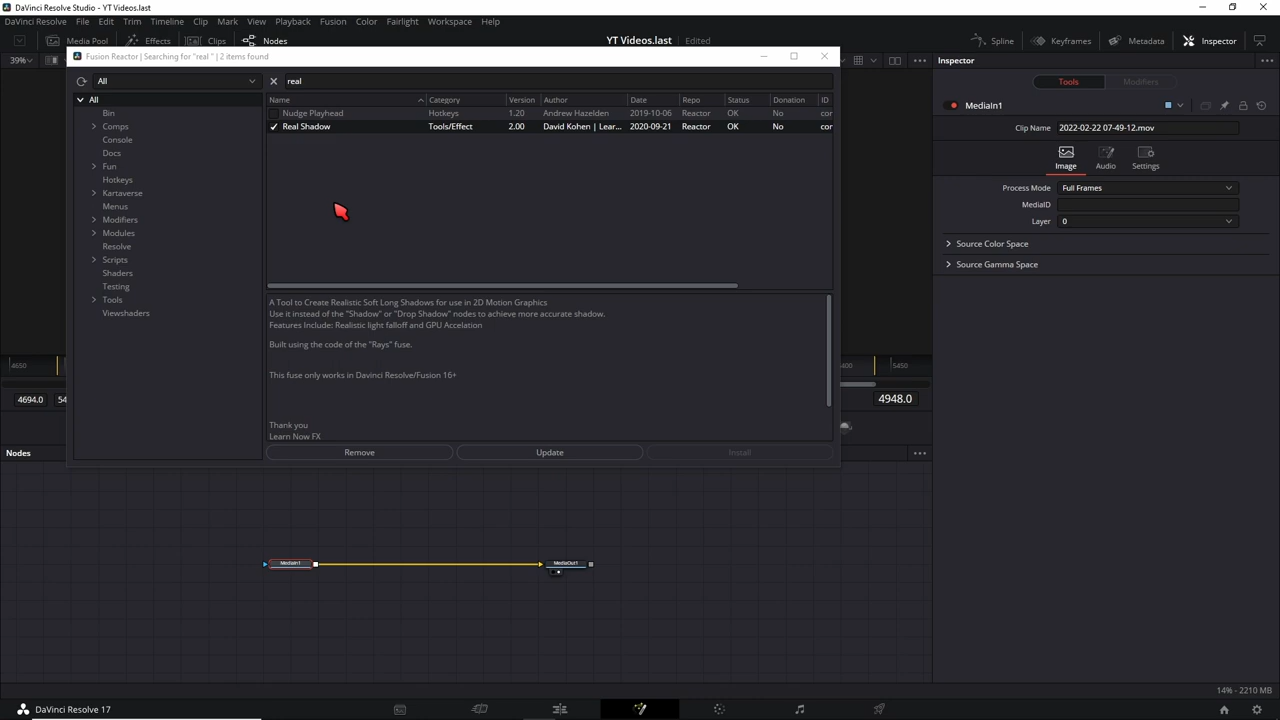 DaVinci Resolve Studio - YT Videos.last
DaVinci Resolve File Edit Trim Timeline Clip Mark View Playback Fusion Color Fairlight Workspace Help
Media Pool Effects Clips Nodes YT Videos.last Edited Spline Keyframes Metadata Inspector
39%
Inspector
Fusion Reactor | Searching for "real " | 2 items found
All real
Tools Modifiers
Name Category Version Author Date Repo Status Donation ID
All
Nudge Playhead Hotkeys 1.20 Andrew Hazelden 2019-10-06 Reactor OK No cor
Real Shadow Tools/Effect 2.00 David Kohen | Lear... 2020-09-21 Reactor OK No cor
Bin
Comps
Console
Docs
Fun
Hotkeys
Kartaverse
Menus
Modifiers
Modules
Resolve
Scripts
Shaders
Testing
Tools
Viewshaders
A Tool to Create Realistic Soft Long Shadows for use in 2D Motion Graphics
Use it instead of the "Shadow" or "Drop Shadow" nodes to achieve more accurate shadow.
Features Include: Realistic light falloff and GPU Accelation
Built using the code of the "Rays" fuse.
This fuse only works in Davinci Resolve/Fusion 16+
Thank you
Learn Now FX
Remove Update Install
MediaIn1
Clip Name 2022-02-22 07-49-12.mov
Image Audio Settings
Process Mode Full Frames
MediaID
Layer 0
Source Color Space
Source Gamma Space
4650 5400 5450
4694.0 54 4948.0
Nodes
MediaIn1 MediaOut1
14% - 2210 MB
DaVinci Resolve 17